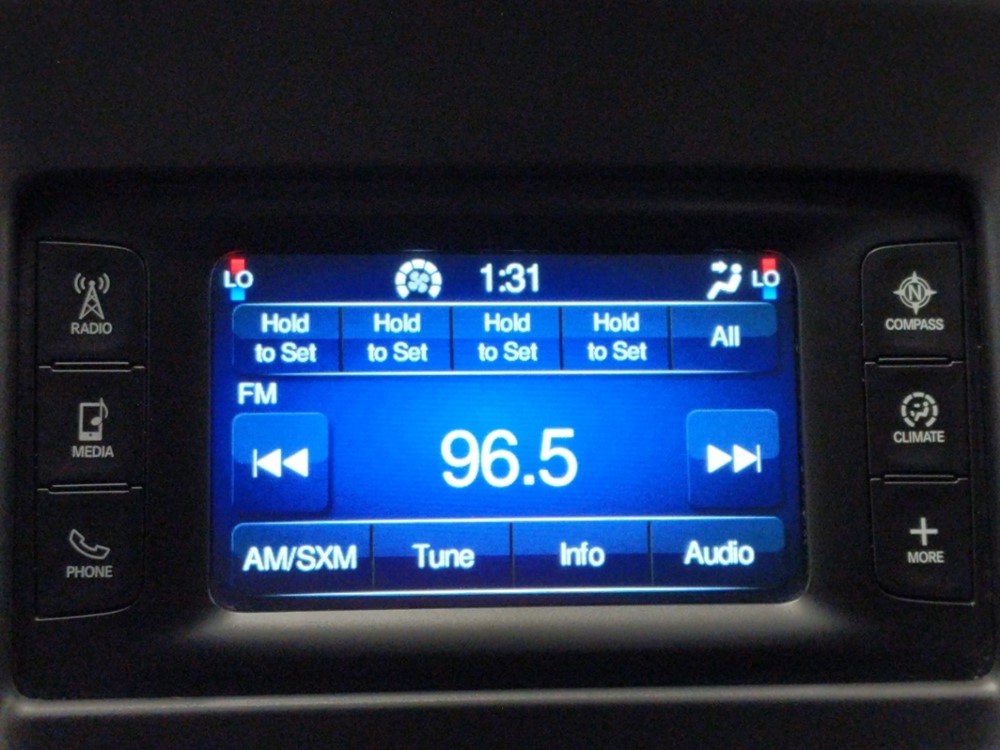 LO 1:31 LO
Hold to Set Hold to Set Hold to Set Hold to Set All
FM
96.5
AM/SXM Tune Info Audio
RADIO
MEDIA
PHONE
N
COMPASS
CLIMATE
MORE